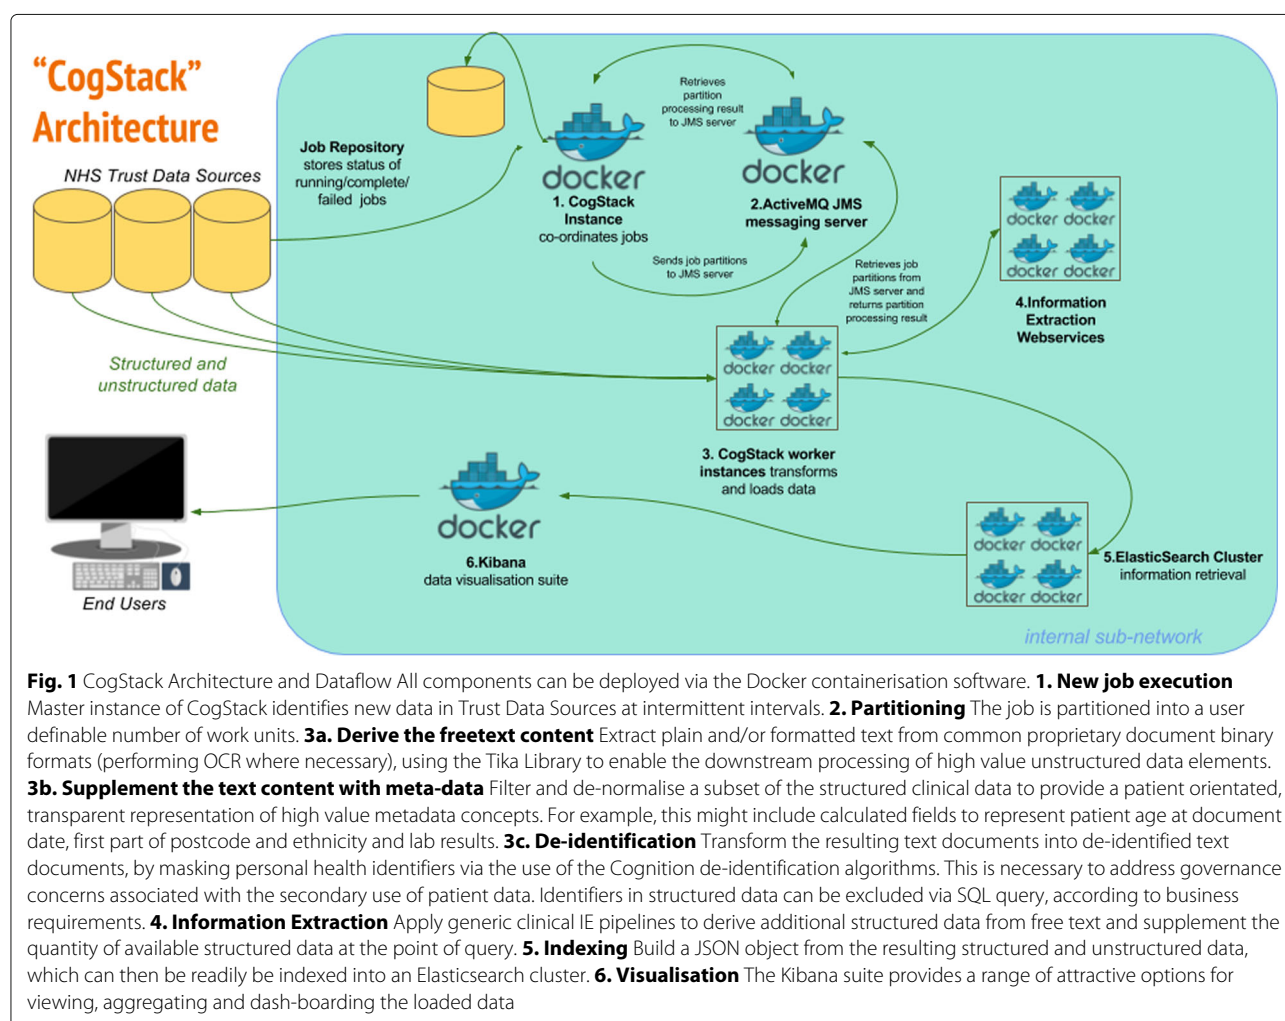 “CogStack”
Architecture
NHS Trust Data Sources
Job Repository
stores status of
running/complete/
failed jobs
docker
1. CogStack
Instance
co-ordinates jobs
Retrieves
partition
processing result
to JMS server
docker
2.ActiveMQ JMS
messaging server
Sends job partitions
to JMS server
Retrieves job
partitions from
JMS server and
returns partition
processing result
docker docker
docker docker
4.Information
Extraction
Webservices
Structured and
unstructured data
docker docker
docker docker
3. CogStack worker
instances transforms
and loads data
docker
6.Kibana
data visualisation suite
docker docker
docker docker
5.ElasticSearch Cluster
information retrieval
End Users
internal sub-network
Fig. 1 CogStack Architecture and Dataflow All components can be deployed via the Docker containerisation software. 1. New job execution
Master instance of CogStack identifies new data in Trust Data Sources at intermittent intervals. 2. Partitioning The job is partitioned into a user
definable number of work units. 3a. Derive the freetext content Extract plain and/or formatted text from common proprietary document binary
formats (performing OCR where necessary), using the Tika Library to enable the downstream processing of high value unstructured data elements.
3b. Supplement the text content with meta-data Filter and de-normalise a subset of the structured clinical data to provide a patient orientated,
transparent representation of high value metadata concepts. For example, this might include calculated fields to represent patient age at document
date, first part of postcode and ethnicity and lab results. 3c. De-identification Transform the resulting text documents into de-identified text
documents, by masking personal health identifiers via the use of the Cognition de-identification algorithms. This is necessary to address governance
concerns associated with the secondary use of patient data. Identifiers in structured data can be excluded via SQL query, according to business
requirements. 4. Information Extraction Apply generic clinical IE pipelines to derive additional structured data from free text and supplement the
quantity of available structured data at the point of query. 5. Indexing Build a JSON object from the resulting structured and unstructured data,
which can then be readily be indexed into an Elasticsearch cluster. 6. Visualisation The Kibana suite provides a range of attractive options for
viewing, aggregating and dash-boarding the loaded data